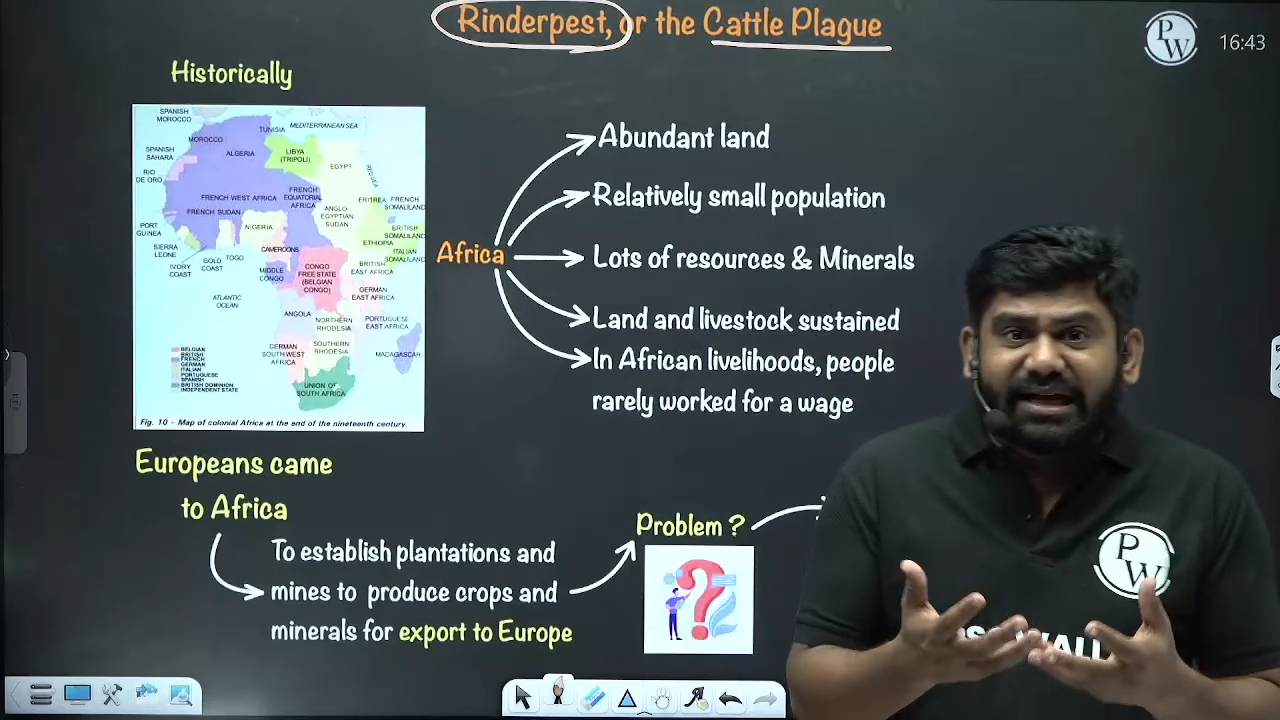 Rinderpest, or the Cattle Plague
PW
16:43
Historically
SPANISH
MOROCCO
MEDITERRANEAN SEA
TUNISIA
MOROCCO
ALGERIA
LIBYA
(TRIPOLI)
EGYPT
SPANISH
SAHARA
RIO
DE ORO
RED SEA
FRENCH WEST AFRICA
FRENCH
EQUATORIAL
AFRICA
FRENCH SUDAN
ANGLO-
EGYPTIAN
SUDAN
ERITREA
FRENCH
SOMALILAND
PORT
GUINEA
NIGERIA
BRITISH
SOMALILAND
ETHIOPIA
ITALIAN
SOMALILAND
SIERRA
LEONE
IVORY
COAST
GOLD
COAST
TOGO
CAMEROONS
MIDDLE
CONGO
CONGO
FREE STATE
(BELGIAN
CONGO)
BRITISH
EAST AFRICA
GERMAN
EAST AFRICA
ATLANTIC
OCEAN
ANGOLA
NORTHERN
RHODESIA
PORTUGUESE
EAST AFRICA
GERMAN
SOUTH WEST
AFRICA
SOUTHERN
RHODESIA
MADAGASCAR
UNION OF
SOUTH AFRICA
BELGIAN
BRITISH
FRENCH
GERMAN
ITALIAN
PORTUGUESE
SPANISH
BRITISH DOMINION
INDEPENDENT STATE
Fig. 10 – Map of colonial Africa at the end of the nineteenth century.
Africa
Abundant land
Relatively small population
Lots of resources & Minerals
Land and livestock sustained
In African livelihoods, people
rarely worked for a wage
Europeans came
to Africa
To establish plantations and
mines to produce crops and
minerals for export to Europe
Problem ?
PW